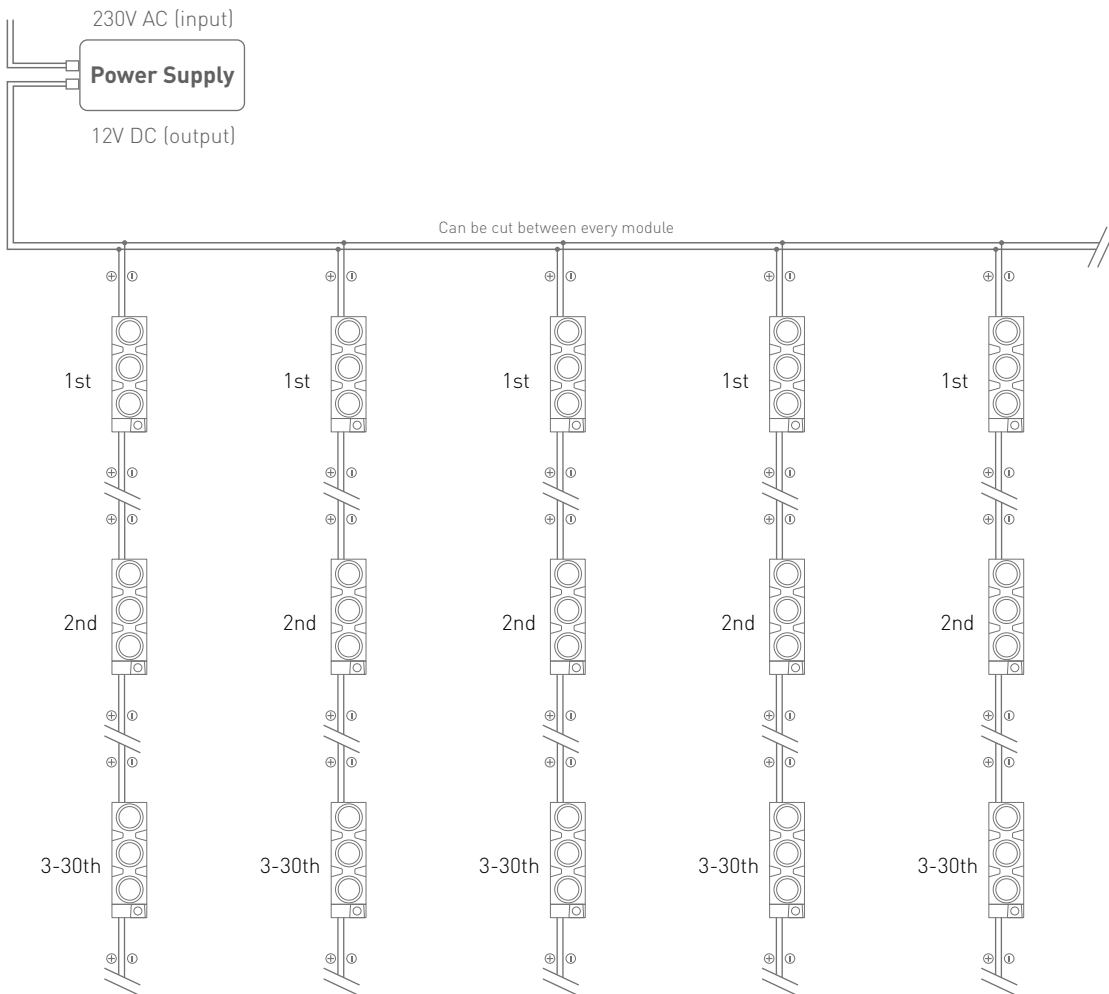 230V AC (input)
Power Supply
12V DC (output)
Can be cut between every module
1st 1st 1st 1st 1st
2nd 2nd 2nd 2nd 2nd
3-30th 3-30th 3-30th 3-30th 3-30th